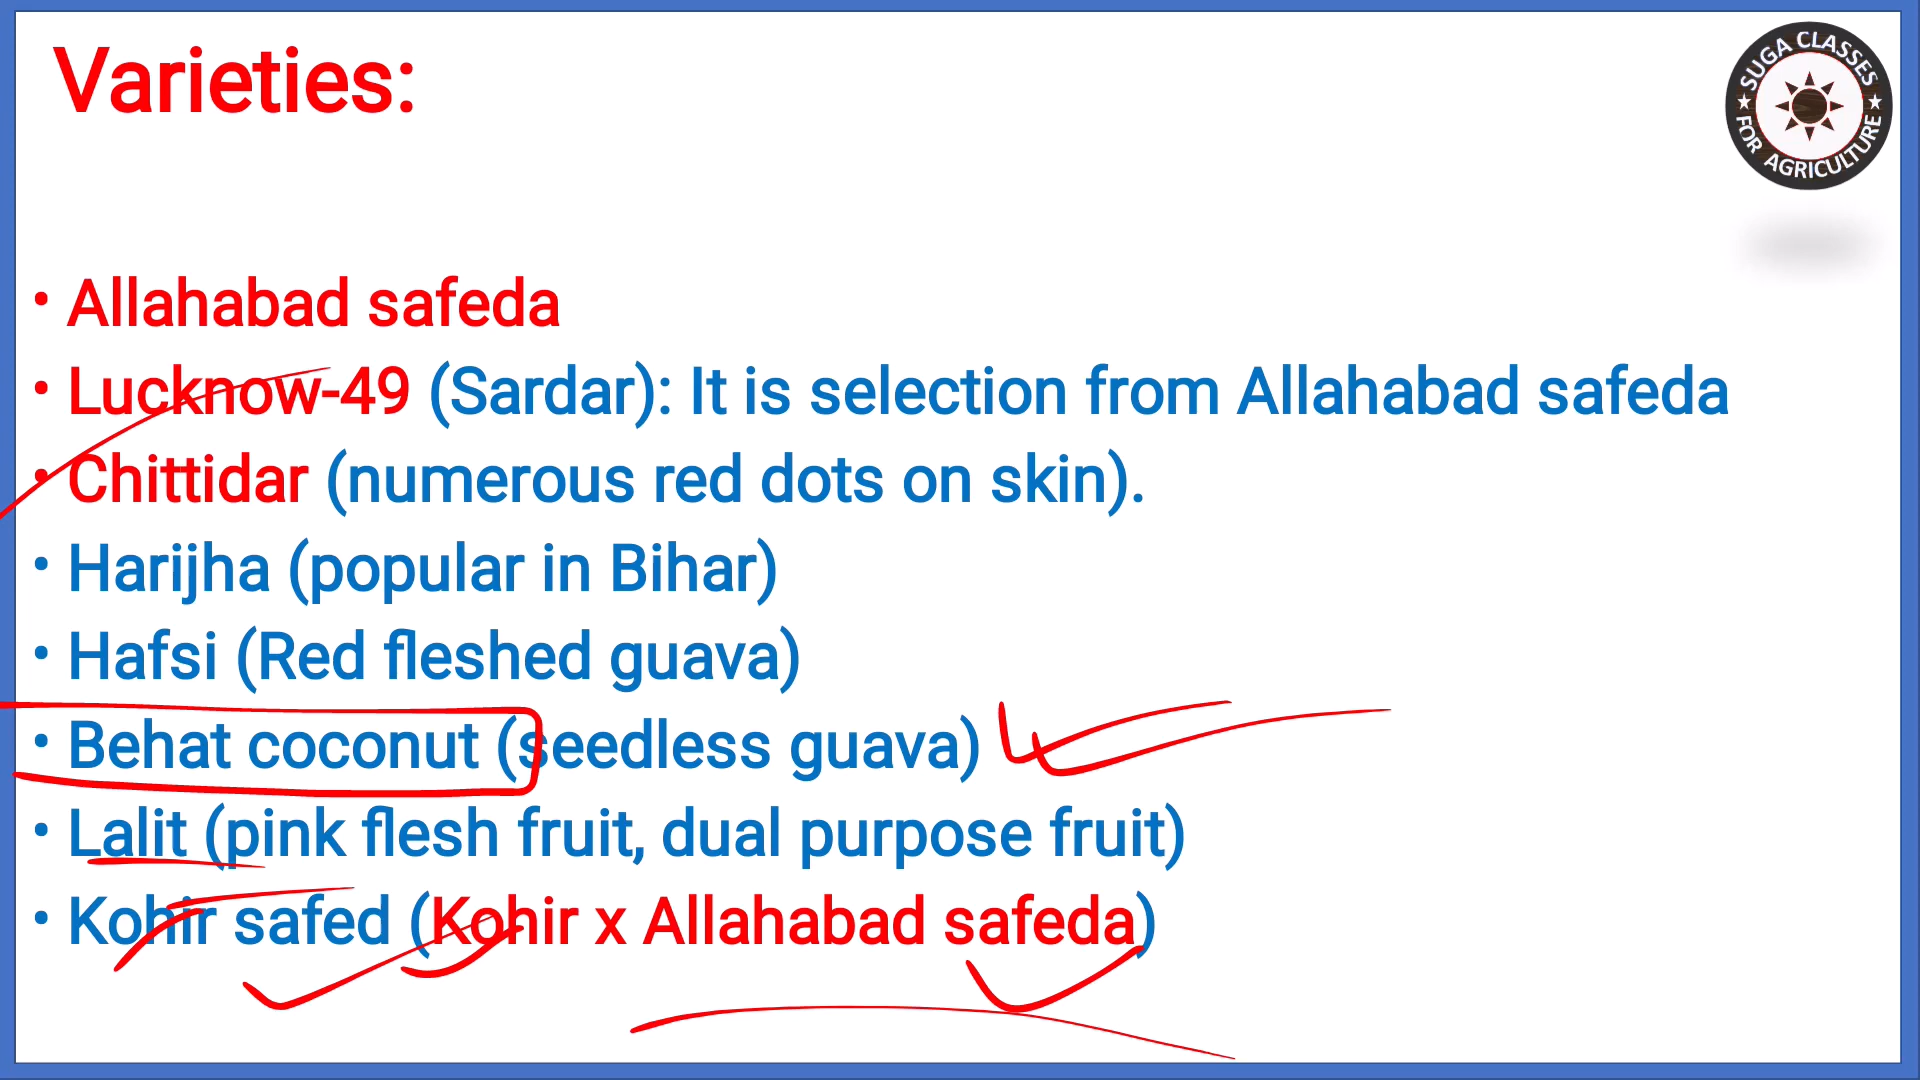 Varieties:
SUGA CLASSES
FOR AGRICULTURE
• Allahabad safeda
• Lucknow-49 (Sardar): It is selection from Allahabad safeda
• Chittidar (numerous red dots on skin).
• Harijha (popular in Bihar)
• Hafsi (Red fleshed guava)
• Behat coconut (seedless guava)
• Lalit (pink flesh fruit, dual purpose fruit)
• Kohir safed (Kohir x Allahabad safeda)